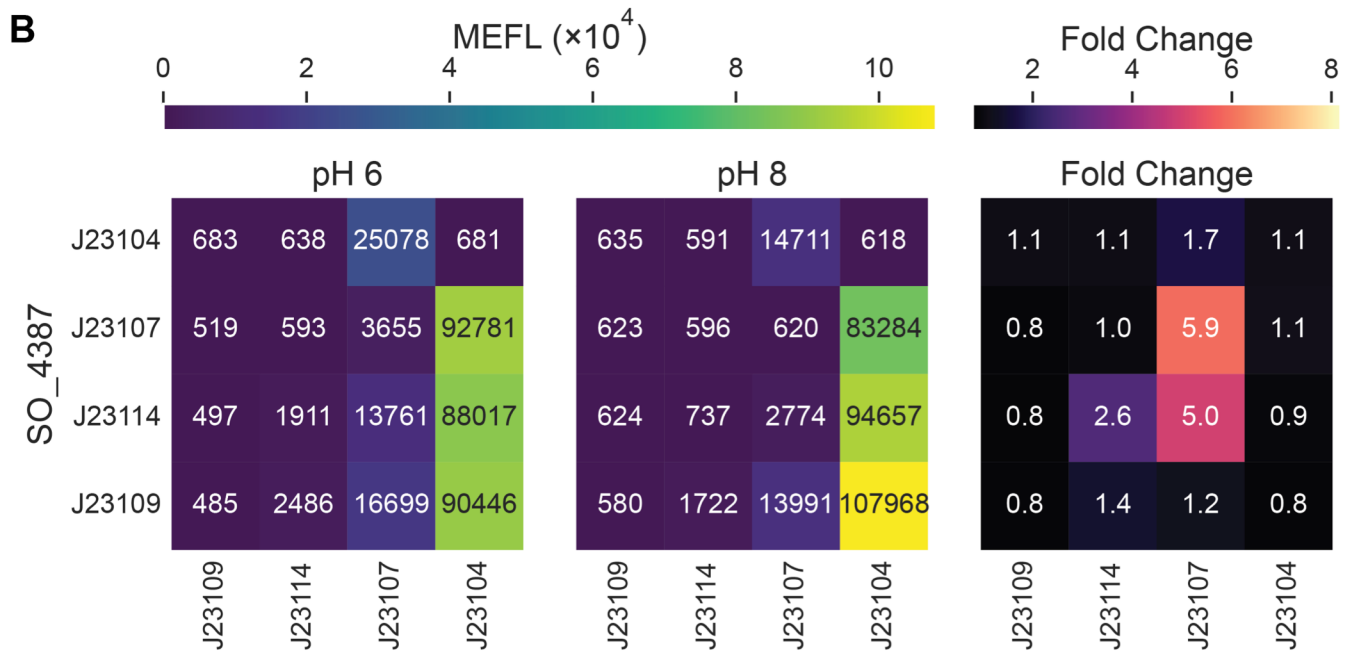 B
MEFL (×10⁴)
Fold Change
0 2 4 6 8 10
2 4 6 8
pH 6
pH 8
Fold Change
SO_4387
J23104 683 638 25078 681 635 591 14711 618 1.1 1.1 1.7 1.1
J23107 519 593 3655 92781 623 596 620 83284 0.8 1.0 5.9 1.1
J23114 497 1911 13761 88017 624 737 2774 94657 0.8 2.6 5.0 0.9
J23109 485 2486 16699 90446 580 1722 13991 107968 0.8 1.4 1.2 0.8
J23109 J23114 J23107 J23104 J23109 J23114 J23107 J23104 J23109 J23114 J23107 J23104